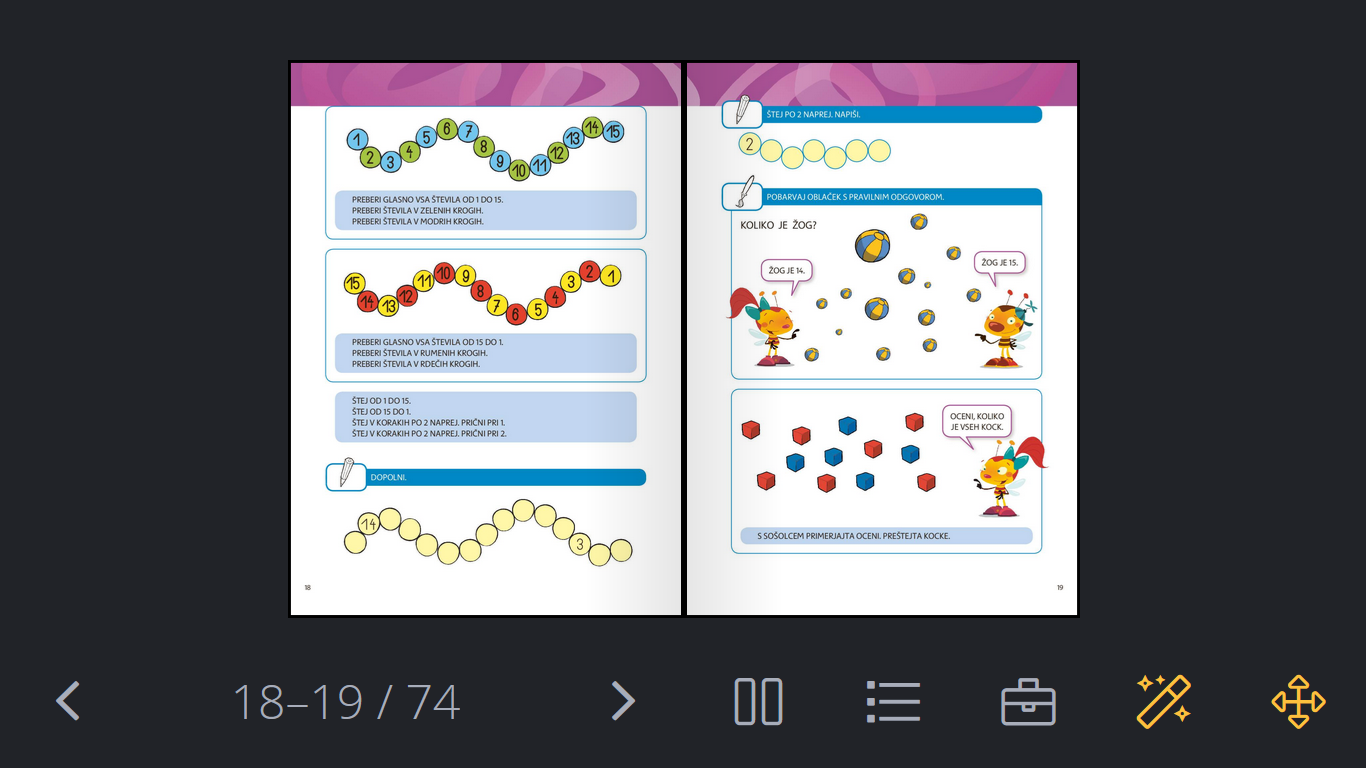 1 2 3 4 5 6 7 8 9 10 11 12 13 14 15
PREBERI GLASNO VSA ŠTEVILA OD 1 DO 15.
PREBERI ŠTEVILA V ZELENIH KROGIH.
PREBERI ŠTEVILA V MODRIH KROGIH.
15 14 13 12 11 10 9 8 7 6 5 4 3 2 1
PREBERI GLASNO VSA ŠTEVILA OD 15 DO 1.
PREBERI ŠTEVILA V RUMENIH KROGIH.
PREBERI ŠTEVILA V RDEČIH KROGIH.
ŠTEJ OD 1 DO 15.
ŠTEJ OD 15 DO 1.
ŠTEJ V KORAKIH PO 2 NAPREJ. PRIČNI PRI 1.
ŠTEJ V KORAKIH PO 2 NAPREJ. PRIČNI PRI 2.
DOPOLNI.
14 3
18
ŠTEJ PO 2 NAPREJ. NAPIŠI.
2
POBARVAJ OBLAČEK S PRAVILNIM ODGOVOROM.
KOLIKO JE ŽOG?
ŽOG JE 14.
ŽOG JE 15.
OCENI, KOLIKO
JE VSEH KOCK.
S SOŠOLCEM PRIMERJAJTA OCENI. PREŠTEJTA KOCKE.
19
18–19 / 74